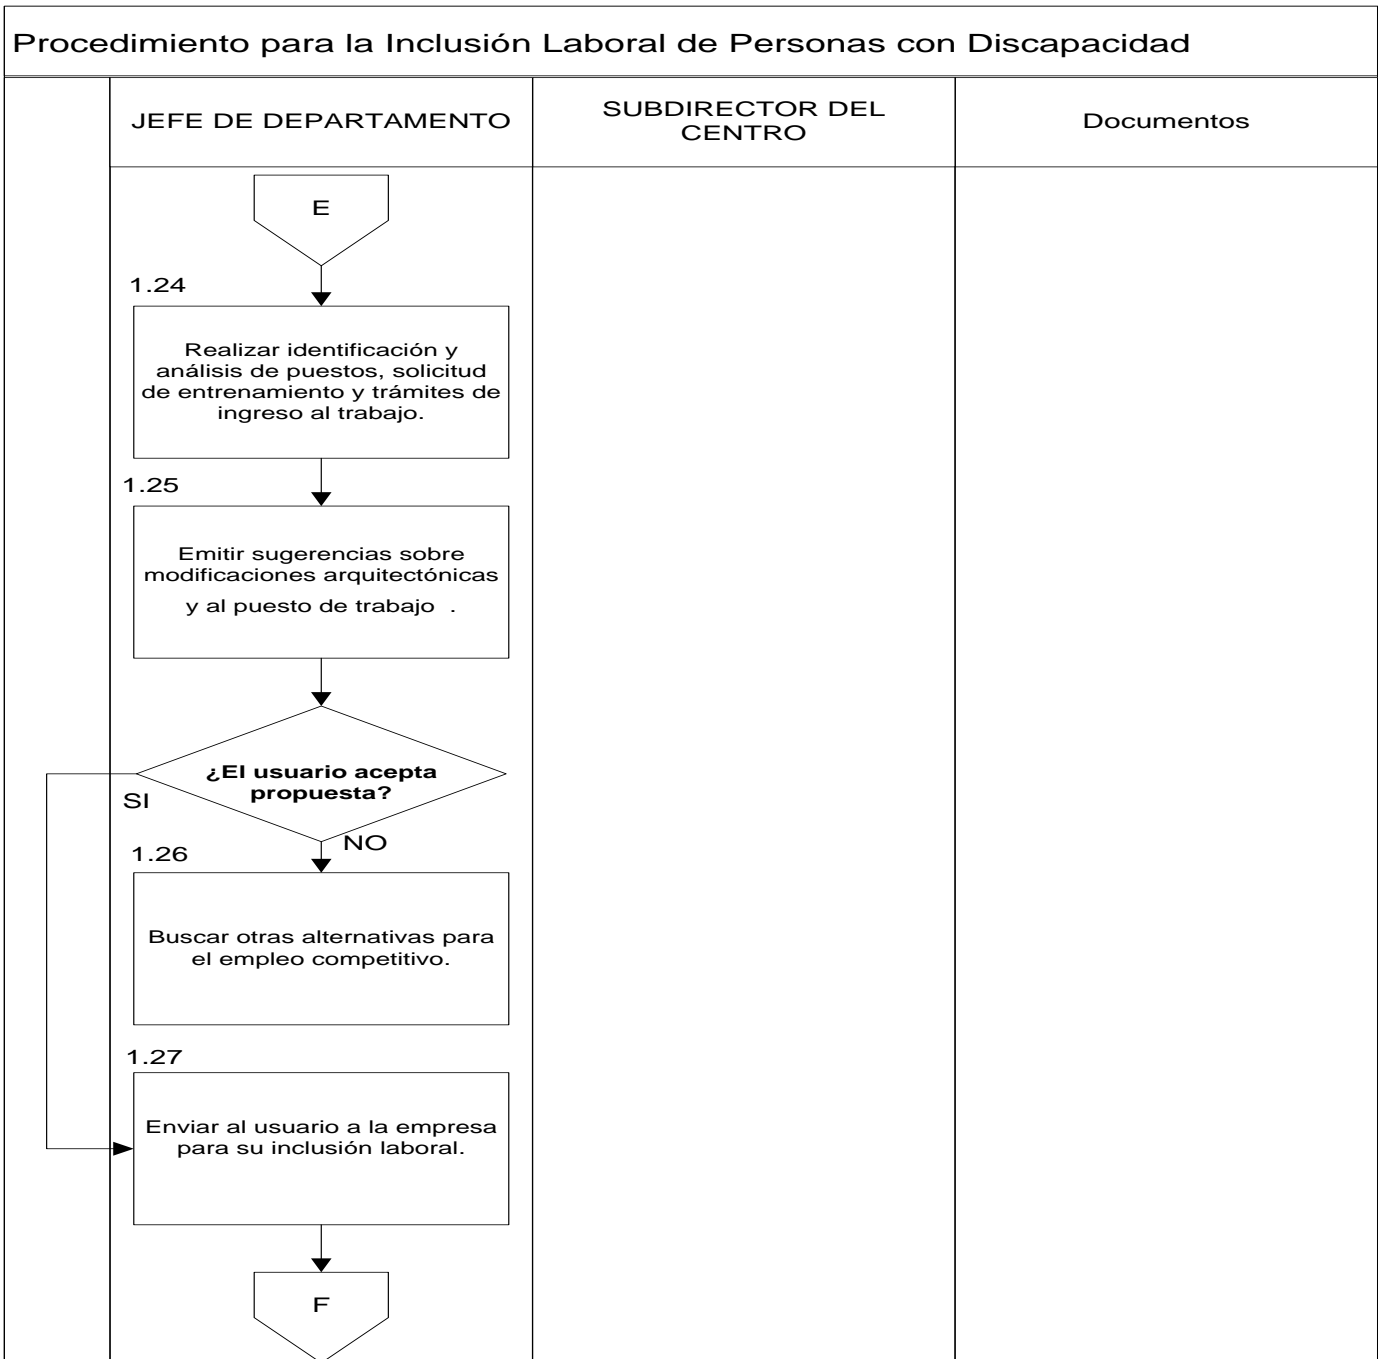 Procedimiento para la Inclusión Laboral de Personas con Discapacidad
JEFE DE DEPARTAMENTO
SUBDIRECTOR DEL
CENTRO
Documentos
E
1.24
Realizar identificación y
análisis de puestos, solicitud
de entrenamiento y trámites de
ingreso al trabajo.
1.25
Emitir sugerencias sobre
modificaciones arquitectónicas
y al puesto de trabajo .
¿El usuario acepta
propuesta?
SI
NO
1.26
Buscar otras alternativas para
el empleo competitivo.
1.27
Enviar al usuario a la empresa
para su inclusión laboral.
F